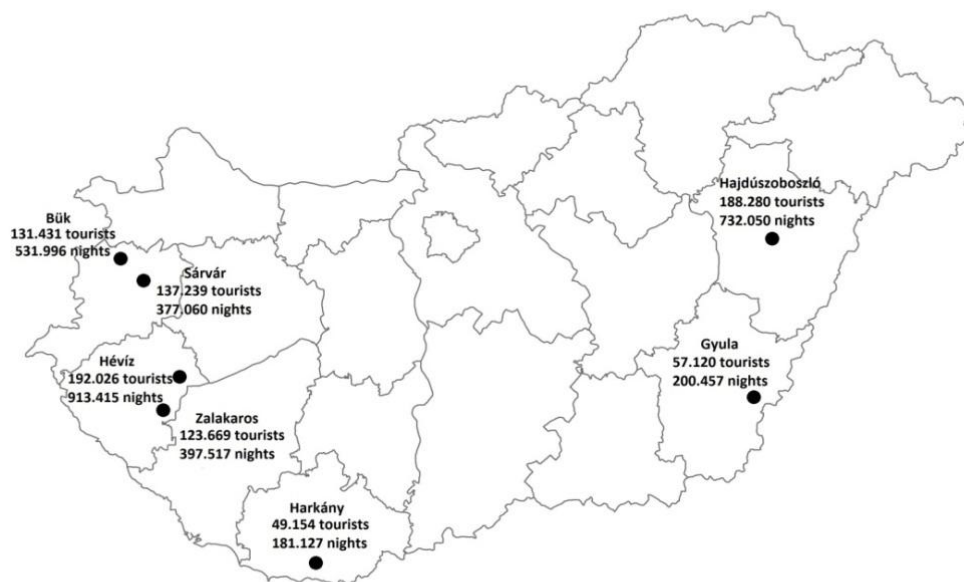 Hajdúszoboszló
188.280 tourists
732.050 nights
Bük
131.431 tourists
531.996 nights
Sárvár
137.239 tourists
377.060 nights
Gyula
57.120 tourists
200.457 nights
Hévíz
192.026 tourists
913.415 nights
Zalakaros
123.669 tourists
397.517 nights
Harkány
49.154 tourists
181.127 nights